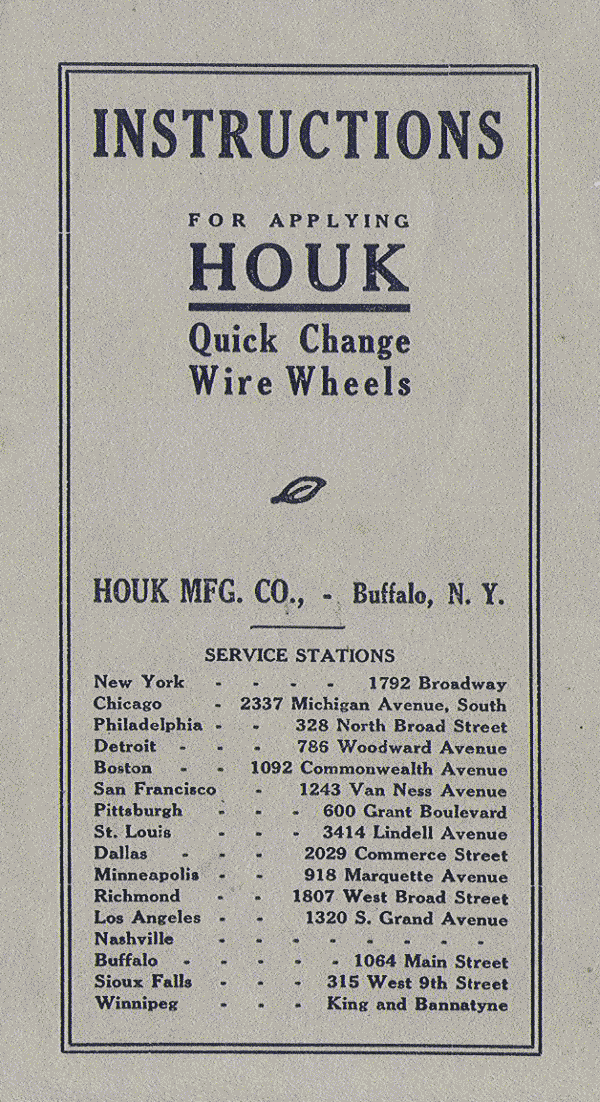 INSTRUCTIONS
FOR APPLYING
HOUK
Quick Change
Wire Wheels
HOUK MFG. CO., - Buffalo, N. Y.
SERVICE STATIONS
New York - - - - 1792 Broadway
Chicago - 2337 Michigan Avenue, South
Philadelphia - - 328 North Broad Street
Detroit - - - 786 Woodward Avenue
Boston - - 1092 Commonwealth Avenue
San Francisco - 1243 Van Ness Avenue
Pittsburgh - - - 600 Grant Boulevard
St. Louis - - - 3414 Lindell Avenue
Dallas - - - 2029 Commerce Street
Minneapolis - - 918 Marquette Avenue
Richmond - - 1807 West Broad Street
Los Angeles - - 1320 S. Grand Avenue
Nashville - - - - - - - -
Buffalo - - - - - 1064 Main Street
Sioux Falls - - - 315 West 9th Street
Winnipeg - - - King and Bannatyne